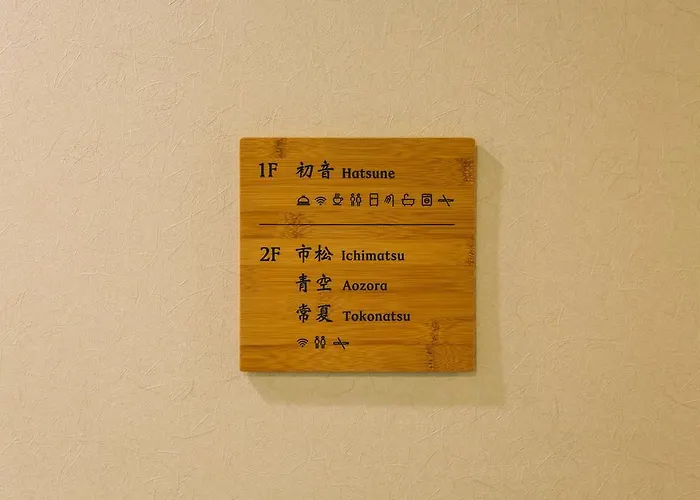 1F 初音 Hatsune
2F 市松 Ichimatsu
青空 Aozora
常夏 Tokonatsu